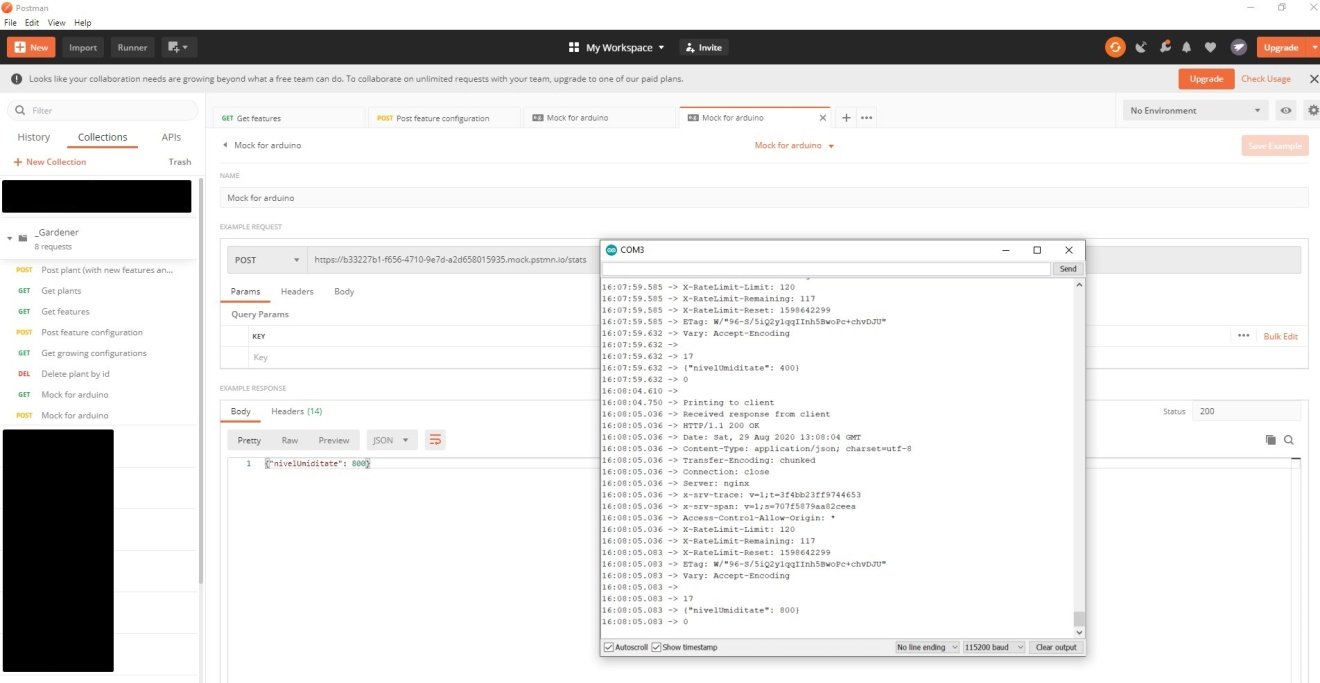 Postman
File Edit View Help
New Import Runner My Workspace Invite Upgrade
Looks like your collaboration needs are growing beyond what a free team can do. To collaborate on unlimited requests with your team, upgrade to one of our paid plans. Upgrade Check Usage
Filter
History Collections APIs
+ New Collection Trash
_Gardener
8 requests
POST Post plant (with new features an...
GET Get plants
GET Get features
POST Post feature configuration
GET Get growing configurations
DEL Delete plant by id
GET Mock for arduino
POST Mock for arduino
GET Get features POST Post feature configuration Mock for arduino Mock for arduino
No Environment
Mock for arduino Mock for arduino Save Example
NAME
Mock for arduino
EXAMPLE REQUEST
POST https://b33227b1-f656-4710-9e7d-a2d658015935.mock.pstmn.io/stats
Params Headers Body
Query Params
KEY
Key
Bulk Edit
EXAMPLE RESPONSE
Body Headers (14) Status 200
Pretty Raw Preview JSON
1 {"nivelUmiditate": 800}
COM3
Send
16:07:59.585 -> X-RateLimit-Limit: 120
16:07:59.585 -> X-RateLimit-Remaining: 117
16:07:59.585 -> X-RateLimit-Reset: 1598642299
16:07:59.585 -> ETag: W/"96-S/5iQ2y1qqIInh5BwoPc+chvDJU"
16:07:59.632 -> Vary: Accept-Encoding
16:07:59.632 ->
16:07:59.632 -> 17
16:07:59.632 -> {"nivelUmiditate": 400}
16:07:59.632 -> 0
16:08:04.610 ->
16:08:04.750 -> Printing to client
16:08:05.036 -> Received response from client
16:08:05.036 -> HTTP/1.1 200 OK
16:08:05.036 -> Date: Sat, 29 Aug 2020 13:08:04 GMT
16:08:05.036 -> Content-Type: application/json; charset=utf-8
16:08:05.036 -> Transfer-Encoding: chunked
16:08:05.036 -> Connection: close
16:08:05.036 -> Server: nginx
16:08:05.036 -> x-srv-trace: v=1;t=3f4bb23ff9744653
16:08:05.036 -> x-srv-span: v=1;s=707f5879aa82ceea
16:08:05.036 -> Access-Control-Allow-Origin: *
16:08:05.036 -> X-RateLimit-Limit: 120
16:08:05.036 -> X-RateLimit-Remaining: 117
16:08:05.083 -> X-RateLimit-Reset: 1598642299
16:08:05.083 -> ETag: W/"96-S/5iQ2y1qqIInh5BwoPc+chvDJU"
16:08:05.083 -> Vary: Accept-Encoding
16:08:05.083 ->
16:08:05.083 -> 17
16:08:05.083 -> {"nivelUmiditate": 800}
16:08:05.083 -> 0
Autoscroll Show timestamp No line ending 115200 baud Clear output